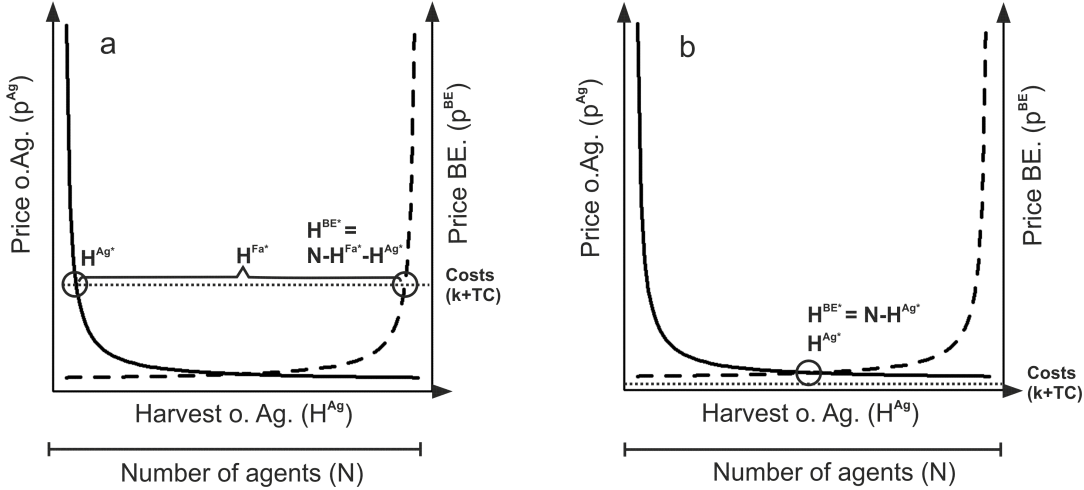 a
Price o.Ag. (p^Ag)
Price BE. (p^BE)
H^BE* =
H^Ag*
H^Fa*
N-H^Fa*-H^Ag*
Costs
(k+TC)
Harvest o. Ag. (H^Ag)
Number of agents (N)
b
Price o.Ag. (p^Ag)
Price BE. (p^BE)
H^BE* = N-H^Ag*
H^Ag*
Costs
(k+TC)
Harvest o. Ag. (H^Ag)
Number of agents (N)